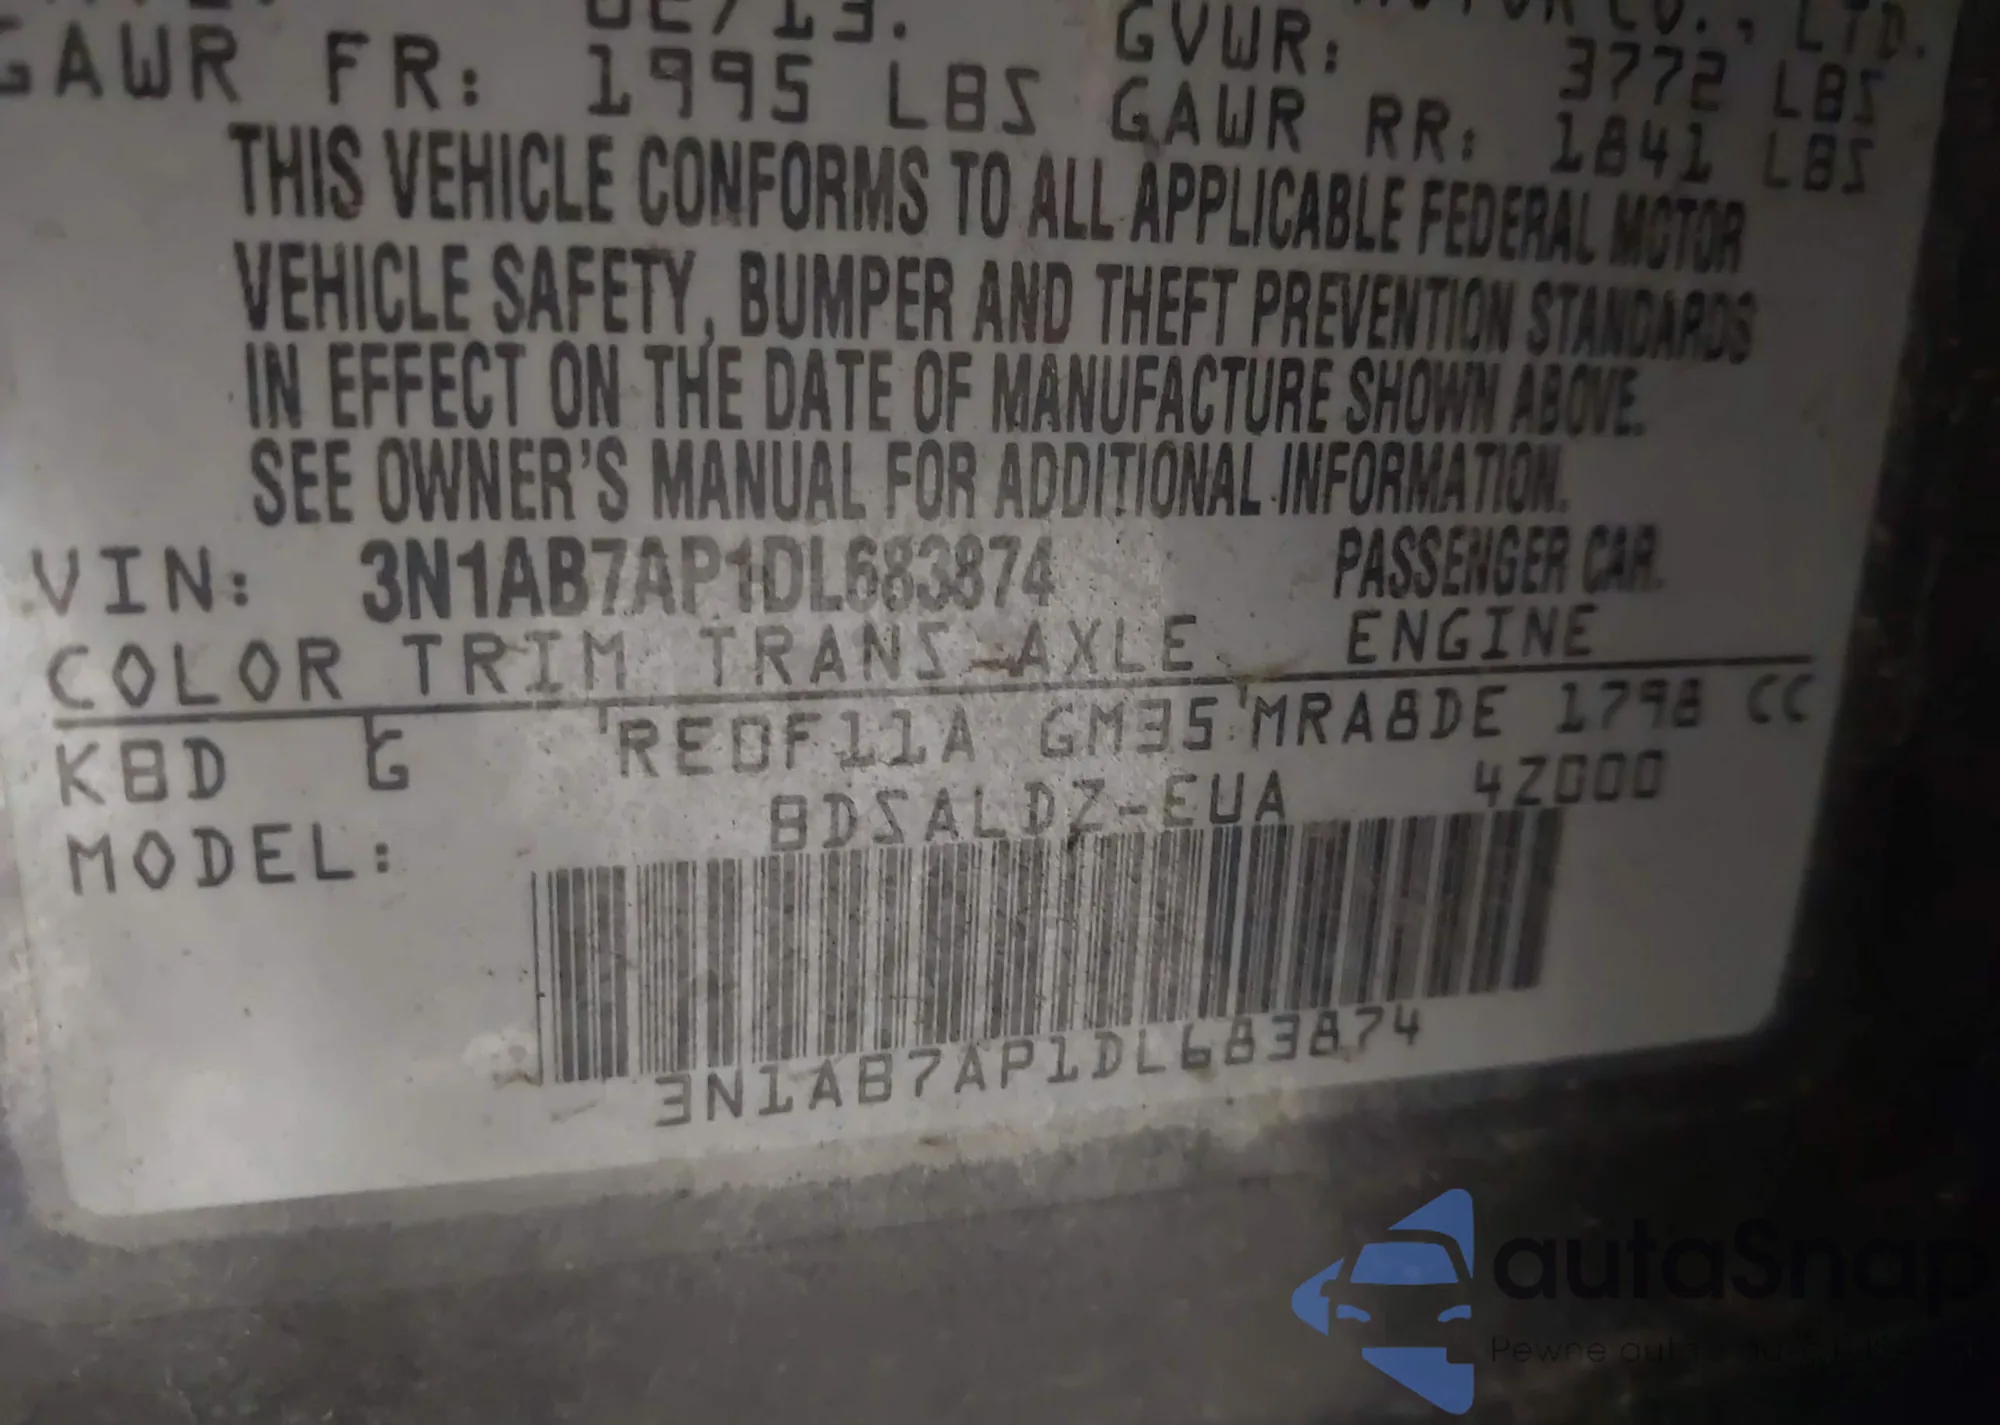 02/13.
GVWR: 3772 LBS
GAWR FR: 1995 LBS GAWR RR: 1841 LBS
THIS VEHICLE CONFORMS TO ALL APPLICABLE FEDERAL MOTOR
VEHICLE SAFETY, BUMPER AND THEFT PREVENTION STANDARDS
IN EFFECT ON THE DATE OF MANUFACTURE SHOWN ABOVE.
SEE OWNER'S MANUAL FOR ADDITIONAL INFORMATION.
VIN: 3N1AB7AP1DL683874 PASSENGER CAR.
COLOR TRIM TRANS-AXLE ENGINE
KBD G RE0F11A GM35 MRA8DE 1798 CC
MODEL: BDSALDZ-EUA 4Z000
3N1AB7AP1DL683874
autaSnap
Pewne